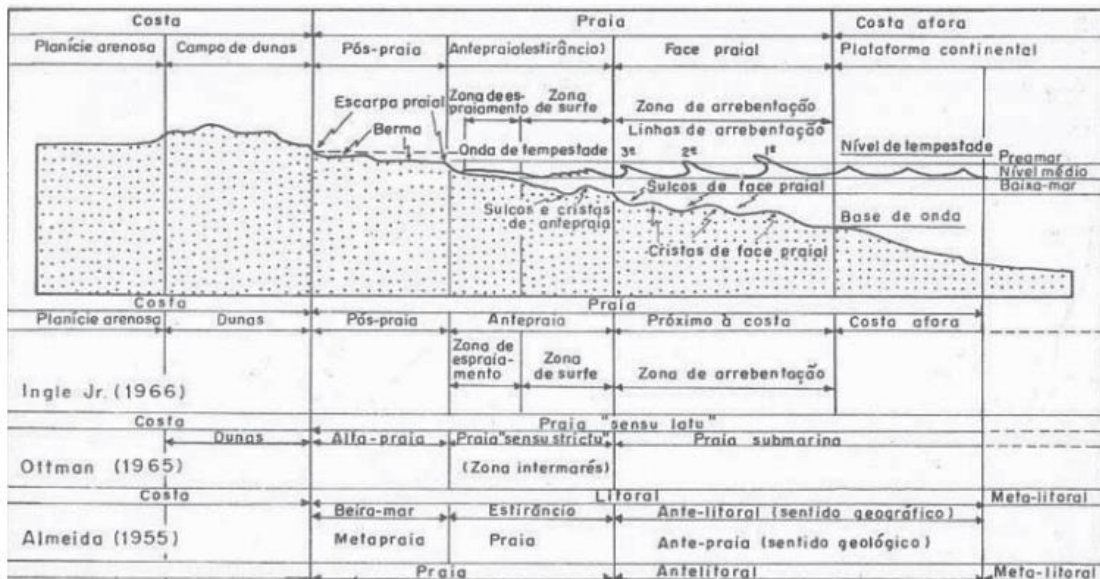 Costa Praia Costa afora
Planície arenosa Campo de dunas Pós-praia Antepraia(estirâncio) Face praial Plataforma continental
Escarpa praial Zona de es- Zona Zona de arrebentação
praiamento de surfe
Berma Linhas de arrebentação
Onda de tempestade 3ª 2ª 1ª Nível de tempestade Preamar
Nível médio
Baixa-mar
Sulcos e cristas Sulcos de face praial
de antepraia Base de onda
Cristas de face praial
Costa Praia
Planície arenosa Dunas Pós-praia Antepraia Próximo à costa Costa afora
Zona de Zona
espraia- de surfe Zona de arrebentação
mento
Ingle Jr. (1966)
Costa Praia "sensu latu"
Dunas Alfa-praia Praia "sensu strictu" Praia submarina
Ottman (1965) (Zona intermarés)
Costa Litoral Meta-litoral
Beira-mar Estirâncio Ante-litoral (sentido geográfico)
Almeida (1955) Metapraia Praia Ante-praia (sentido geológico)
Praia Antelitoral Meta-litoral